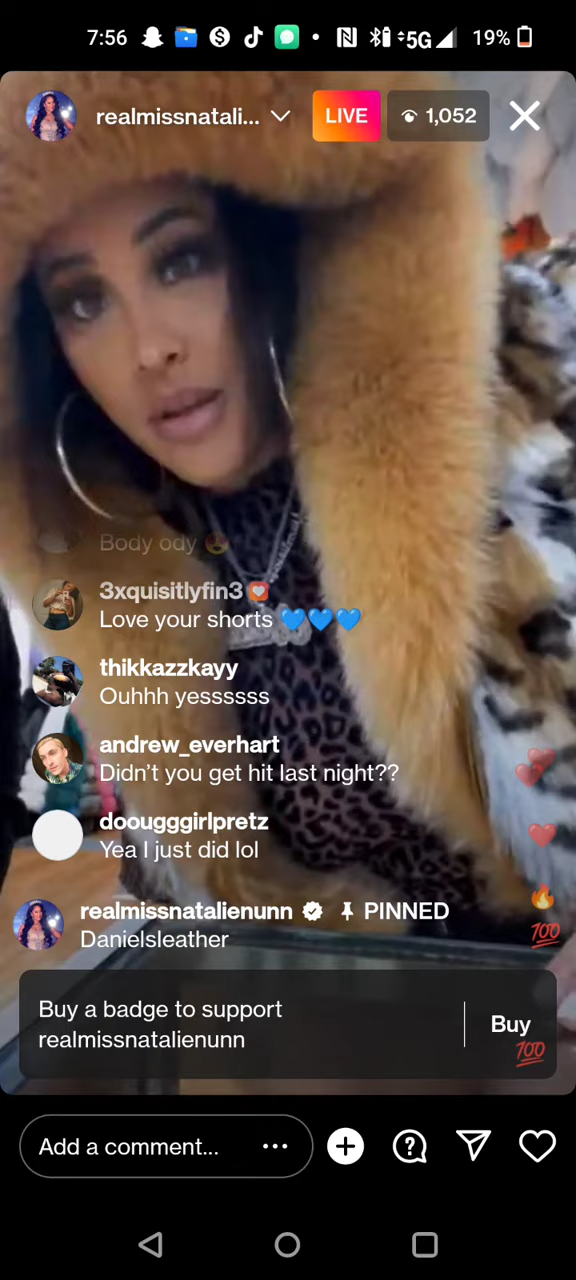 7:56 5G 19%
realmissnatali... LIVE 1,052
Body ody 😍
3xquisitlyfin3
Love your shorts 💙💙💙
thikkazzkayy
Ouhhh yessssss
andrew_everhart
Didn’t you get hit last night??
doougggirlpretz
Yea I just did lol
realmissnatalienunn PINNED
Danielsleather
Buy a badge to support
realmissnatalienunn
Buy
Add a comment...